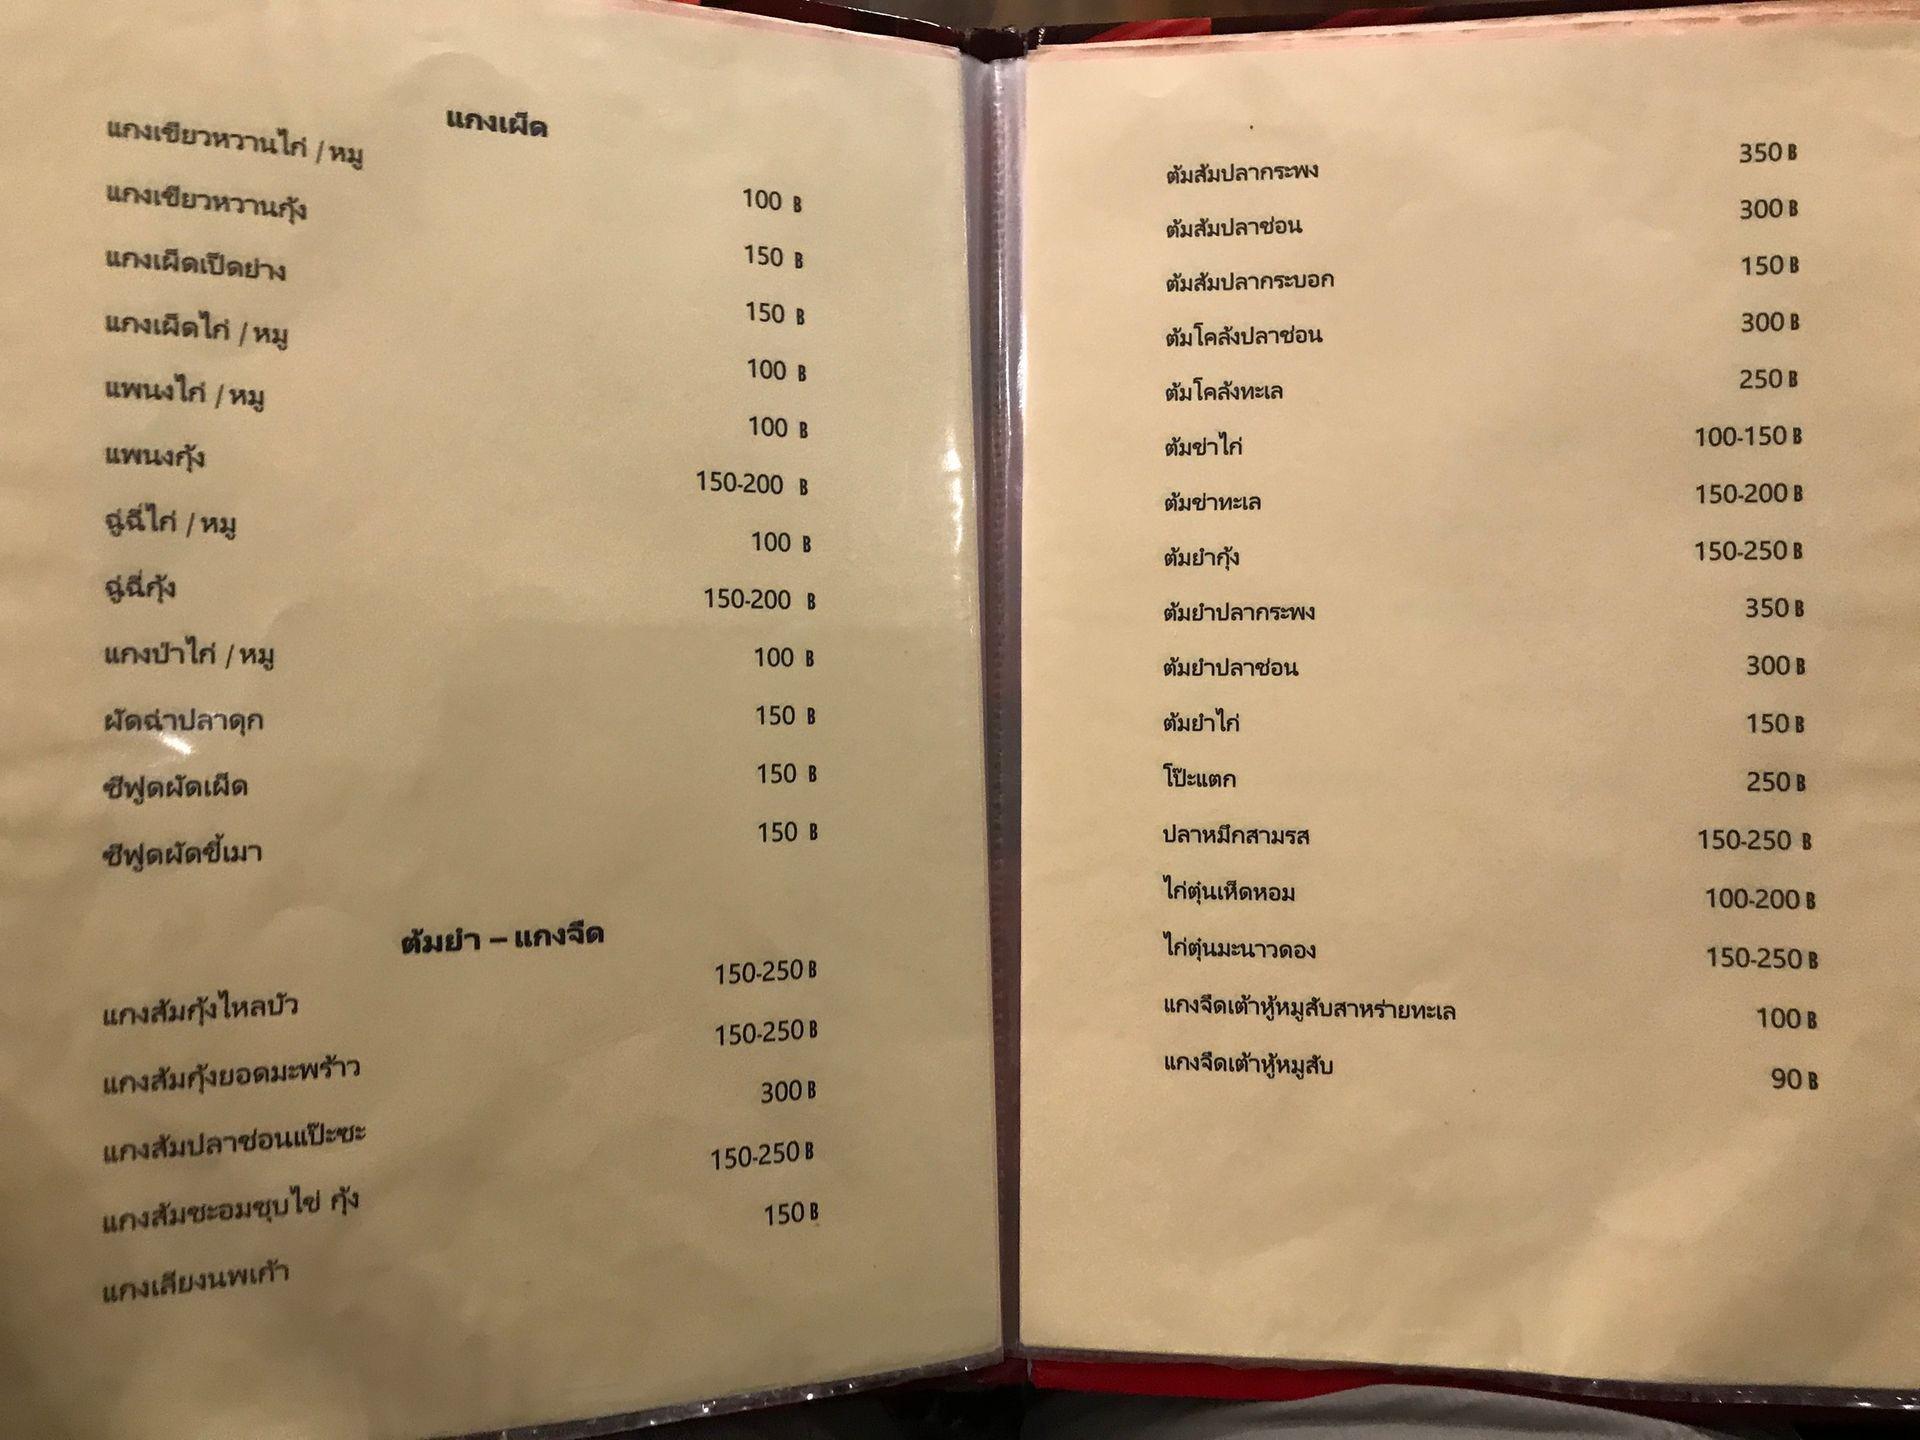 แกงเผ็ด
แกงเขียวหวานไก่ / หมู 100 B
แกงเขียวหวานกุ้ง 150 B
แกงเผ็ดเป็ดย่าง 150 B
แกงเผ็ดไก่ / หมู 100 B
แพนงไก่ / หมู 100 B
แพนงกุ้ง 150-200 B
ฉู่ฉี่ไก่ / หมู 100 B
ฉู่ฉี่กุ้ง 150-200 B
แกงป่าไก่ / หมู 100 B
ผัดฉ่าปลาดุก 150 B
ซีฟูดผัดเผ็ด 150 B
ซีฟูดผัดขี้เมา 150 B
ต้มยำ – แกงจืด
แกงส้มกุ้งไหลบัว 150-250 B
แกงส้มกุ้งยอดมะพร้าว 150-250 B
แกงส้มปลาช่อนแป๊ะซะ 300 B
แกงส้มชะอมชุบไข่ กุ้ง 150-250 B
แกงเลียงนพเก้า 150 B
ต้มส้มปลากระพง 350 B
ต้มส้มปลาช่อน 300 B
ต้มส้มปลากระบอก 150 B
ต้มโคล้งปลาช่อน 300 B
ต้มโคล้งทะเล 250 B
ต้มข่าไก่ 100-150 B
ต้มข่าทะเล 150-200 B
ต้มยำกุ้ง 150-250 B
ต้มยำปลากระพง 350 B
ต้มยำปลาช่อน 300 B
ต้มยำไก่ 150 B
โป๊ะแตก 250 B
ปลาหมึกสามรส 150-250 B
ไก่ตุ๋นเห็ดหอม 100-200 B
ไก่ตุ๋นมะนาวดอง 150-250 B
แกงจืดเต้าหู้หมูสับสาหร่ายทะเล 100 B
แกงจืดเต้าหู้หมูสับ 90 B